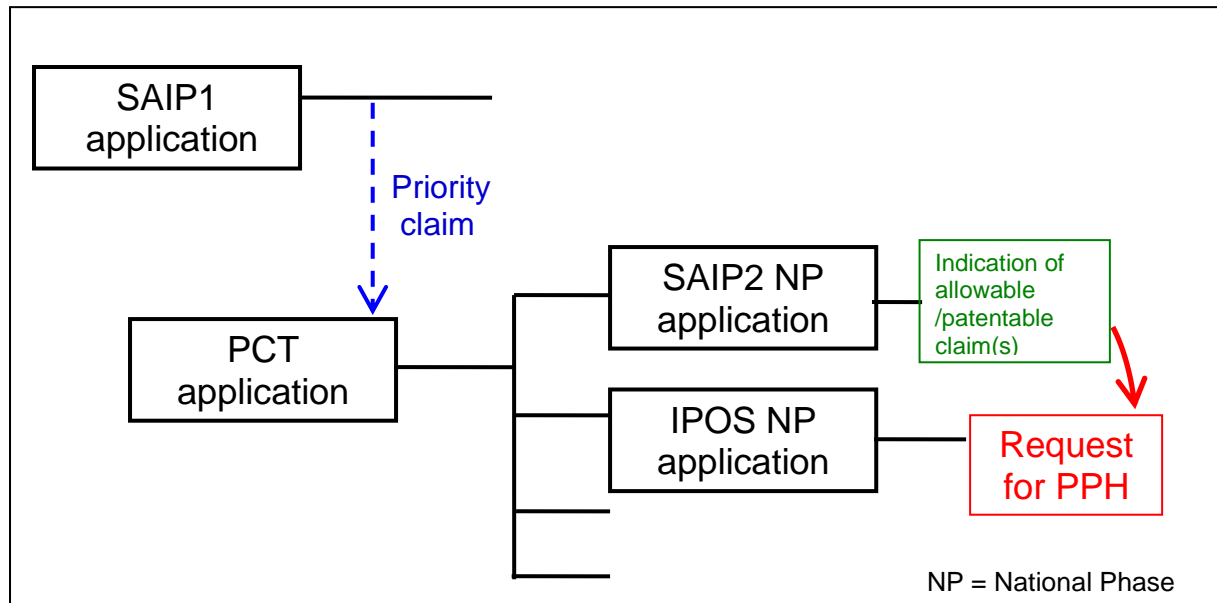 SAIP1
application
Priority
claim
PCT
application
SAIP2 NP
application
Indication of
allowable
/patentable
claim(s)
IPOS NP
application
Request
for PPH
NP = National Phase